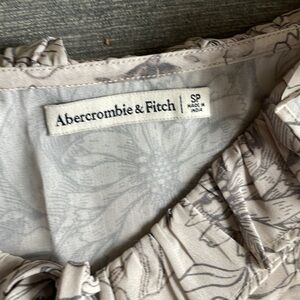 Abercrombie & Fitch
SP
MADE IN
INDIA